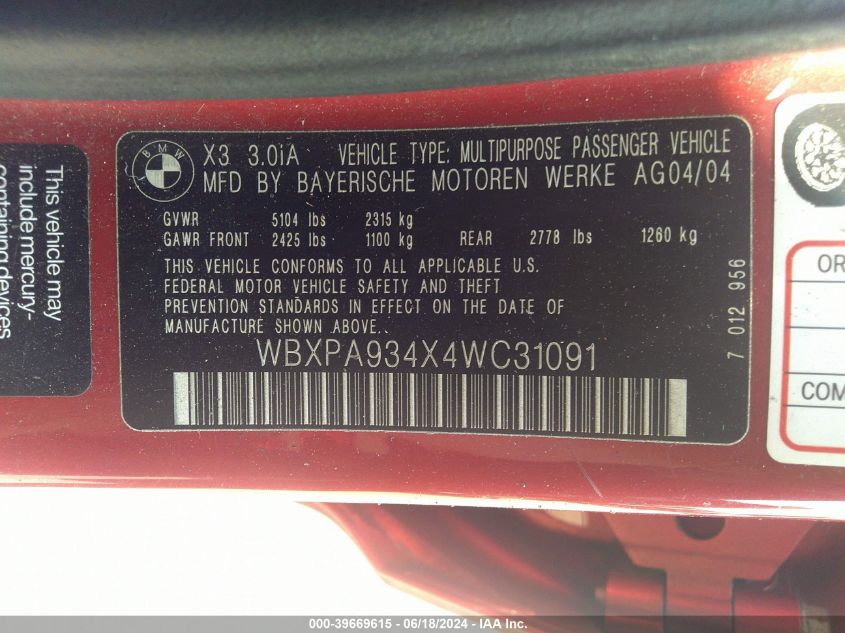 BMW
X3 3.0iA VEHICLE TYPE: MULTIPURPOSE PASSENGER VEHICLE
MFD BY BAYERISCHE MOTOREN WERKE AG04/04
GVWR 5104 lbs 2315 kg
GAWR FRONT 2425 lbs 1100 kg REAR 2778 lbs 1260 kg
THIS VEHICLE CONFORMS TO ALL APPLICABLE U.S.
FEDERAL MOTOR VEHICLE SAFETY AND THEFT
PREVENTION STANDARDS IN EFFECT ON THE DATE OF
MANUFACTURE SHOWN ABOVE..
WBXPA934X4WC31091
7 012 956
This vehicle may
include mercury-
containing devices
OR
COM
000-39669615 - 06/18/2024 - IAA